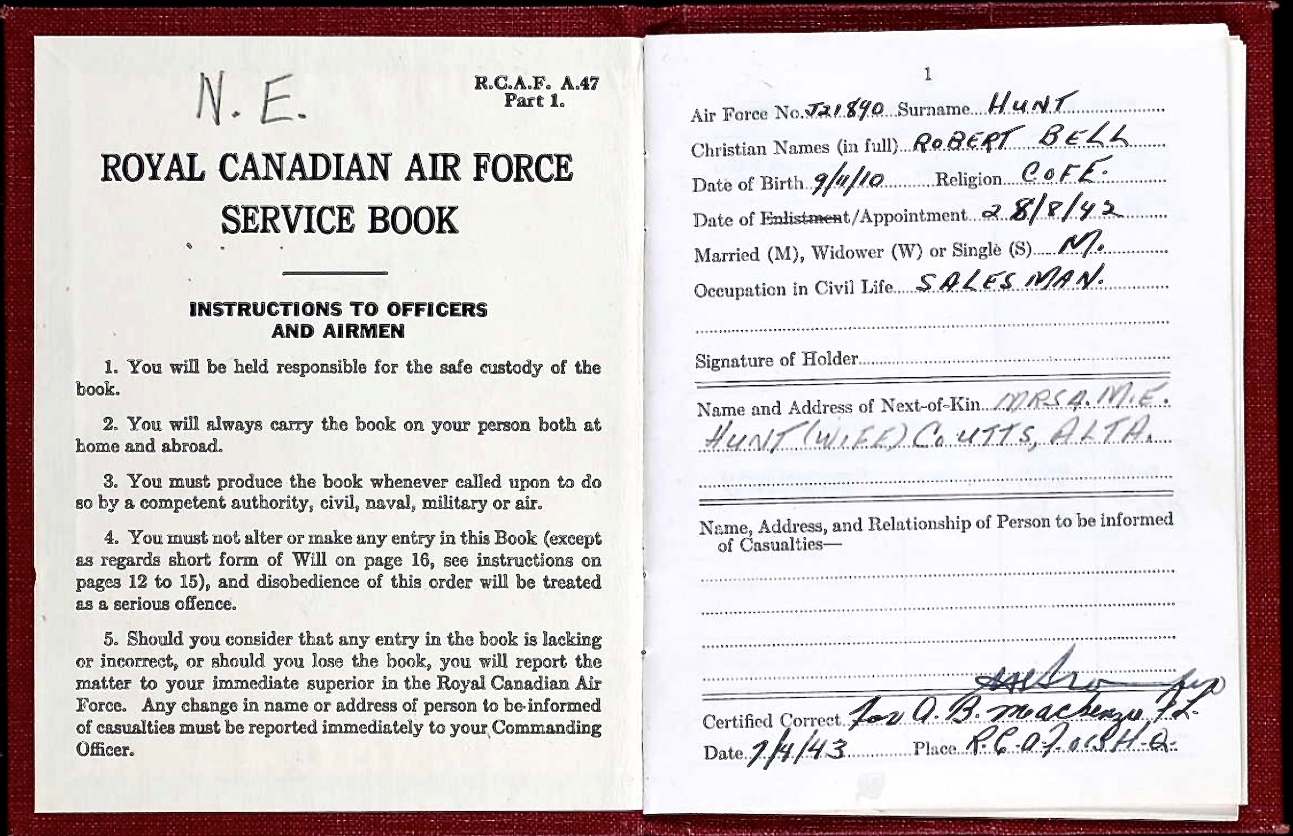 N. E.
R.C.A.F. A.47
Part 1.
ROYAL CANADIAN AIR FORCE
SERVICE BOOK
INSTRUCTIONS TO OFFICERS
AND AIRMEN
1. You will be held responsible for the safe custody of the
book.
2. You will always carry the book on your person both at
home and abroad.
3. You must produce the book whenever called upon to do
so by a competent authority, civil, naval, military or air.
4. You must not alter or make any entry in this Book (except
as regards short form of Will on page 16, see instructions on
pages 12 to 15), and disobedience of this order will be treated
as a serious offence.
5. Should you consider that any entry in the book is lacking
or incorrect, or should you lose the book, you will report the
matter to your immediate superior in the Royal Canadian Air
Force. Any change in name or address of person to be informed
of casualties must be reported immediately to your Commanding
Officer.
1
Air Force No. J21890 Surname HUNT
Christian Names (in full) ROBERT BELL
Date of Birth 9/11/10 Religion C OF E.
Date of Enlistment/Appointment 28/8/42
Married (M), Widower (W) or Single (S) M.
Occupation in Civil Life SALESMAN.
Signature of Holder
Name and Address of Next-of-Kin MRS A. M. E.
HUNT (WIFE) COUTTS, ALTA.
Name, Address, and Relationship of Person to be informed
of Casualties—
Certified Correct for A. B. Mackenzie F/L
Date 7/4/43 Place R.C.A.F. O'S H.Q.